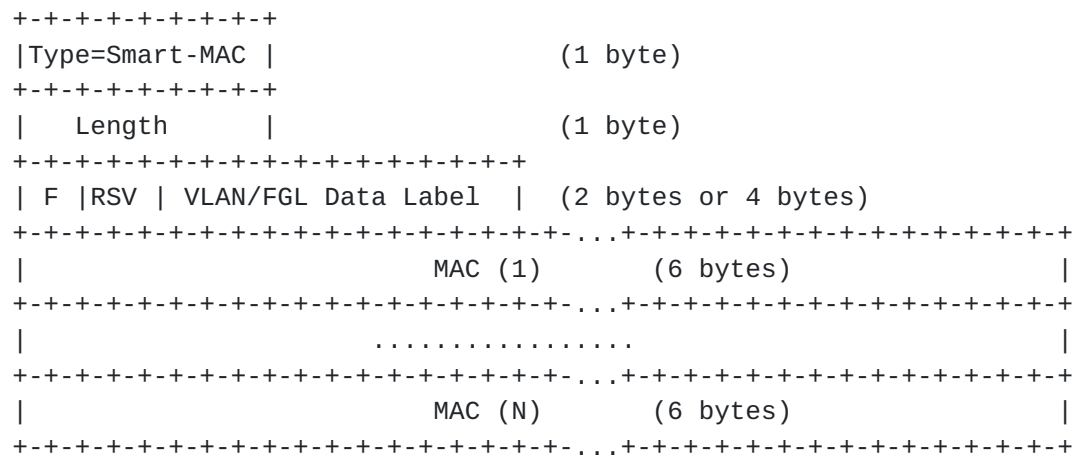 +-+-+-+-+-+-+-+-+
|Type=Smart-MAC |                  (1 byte)
+-+-+-+-+-+-+-+-+
|   Length      |                  (1 byte)
+-+-+-+-+-+-+-+-+-+-+-+-+-+-+-+-+
| F |RSV | VLAN/FGL Data Label  |  (2 bytes or 4 bytes)
+-+-+-+-+-+-+-+-+-+-+-+-+-+-+-+-+-+-...+-+-+-+-+-+-+-+-+-+-+-+-+-+-+
|                          MAC (1)       (6 bytes)                 |
+-+-+-+-+-+-+-+-+-+-+-+-+-+-+-+-+-+-...+-+-+-+-+-+-+-+-+-+-+-+-+-+-+
|                      .................                           |
+-+-+-+-+-+-+-+-+-+-+-+-+-+-+-+-+-+-...+-+-+-+-+-+-+-+-+-+-+-+-+-+-+
|                          MAC (N)       (6 bytes)                 |
+-+-+-+-+-+-+-+-+-+-+-+-+-+-+-+-+-+-...+-+-+-+-+-+-+-+-+-+-+-+-+-+-+